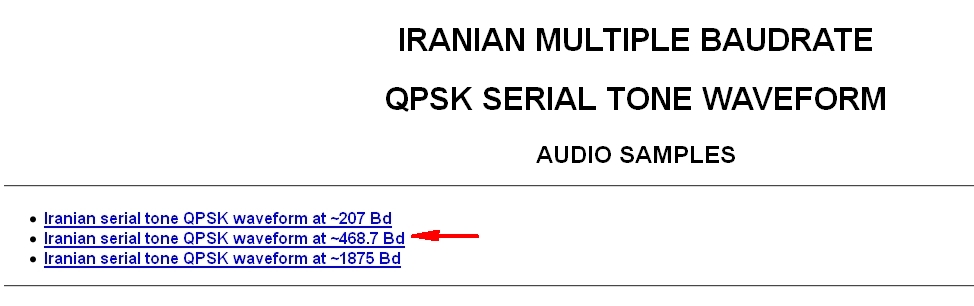 IRANIAN MULTIPLE BAUDRATE
QPSK SERIAL TONE WAVEFORM
AUDIO SAMPLES
Iranian serial tone QPSK waveform at ~207 Bd
Iranian serial tone QPSK waveform at ~468.7 Bd
Iranian serial tone QPSK waveform at ~1875 Bd